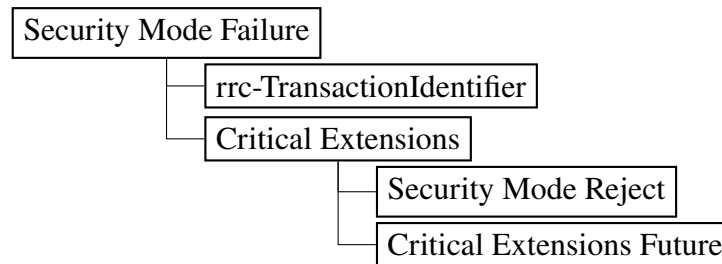 Security Mode Failure
rrc-TransactionIdentifier
Critical Extensions
Security Mode Reject
Critical Extensions Future